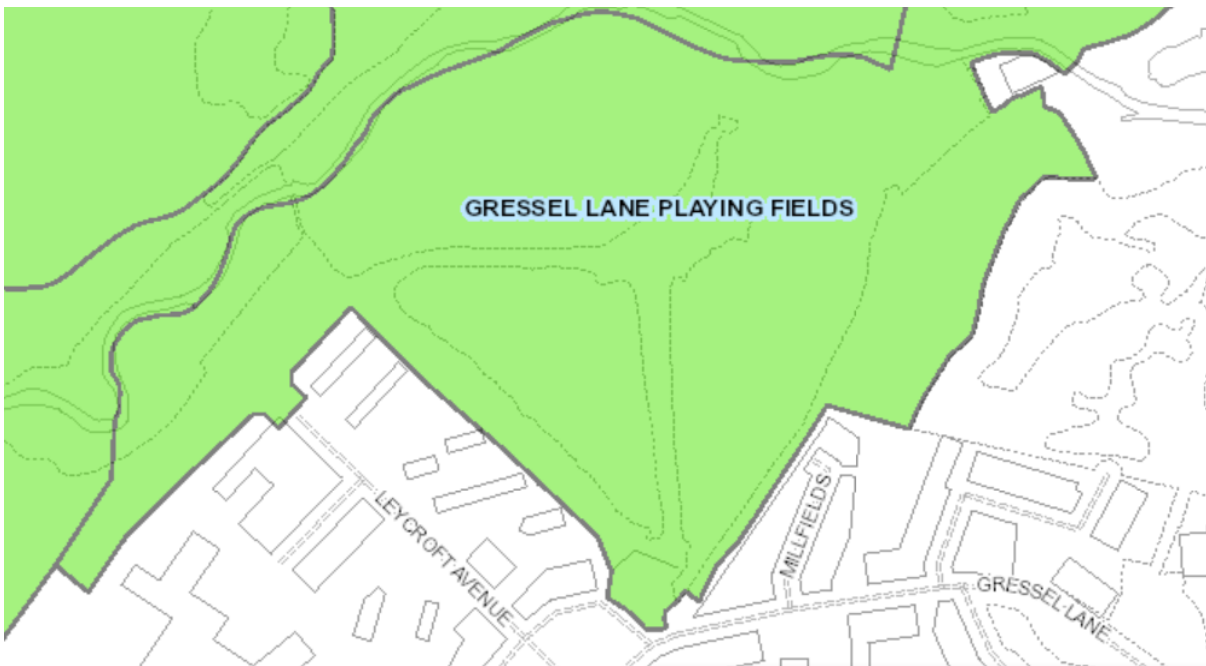 GRESSEL LANE PLAYING FIELDS
LEYCROFT AVENUE
MILLFIELDS
GRESSEL LANE